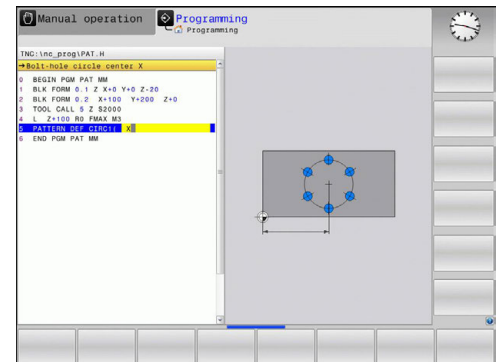 Manual operation
Programming
Programming
TNC:\nc_prog\PAT.H
→Bolt-hole circle center X
0 BEGIN PGM PAT MM
1 BLK FORM 0.1 Z X+0 Y+0 Z-20
2 BLK FORM 0.2 X+100 Y+200 Z+0
3 TOOL CALL 5 Z S2000
4 L Z+100 R0 FMAX M3
5 PATTERN DEF CIRC1( X
6 END PGM PAT MM